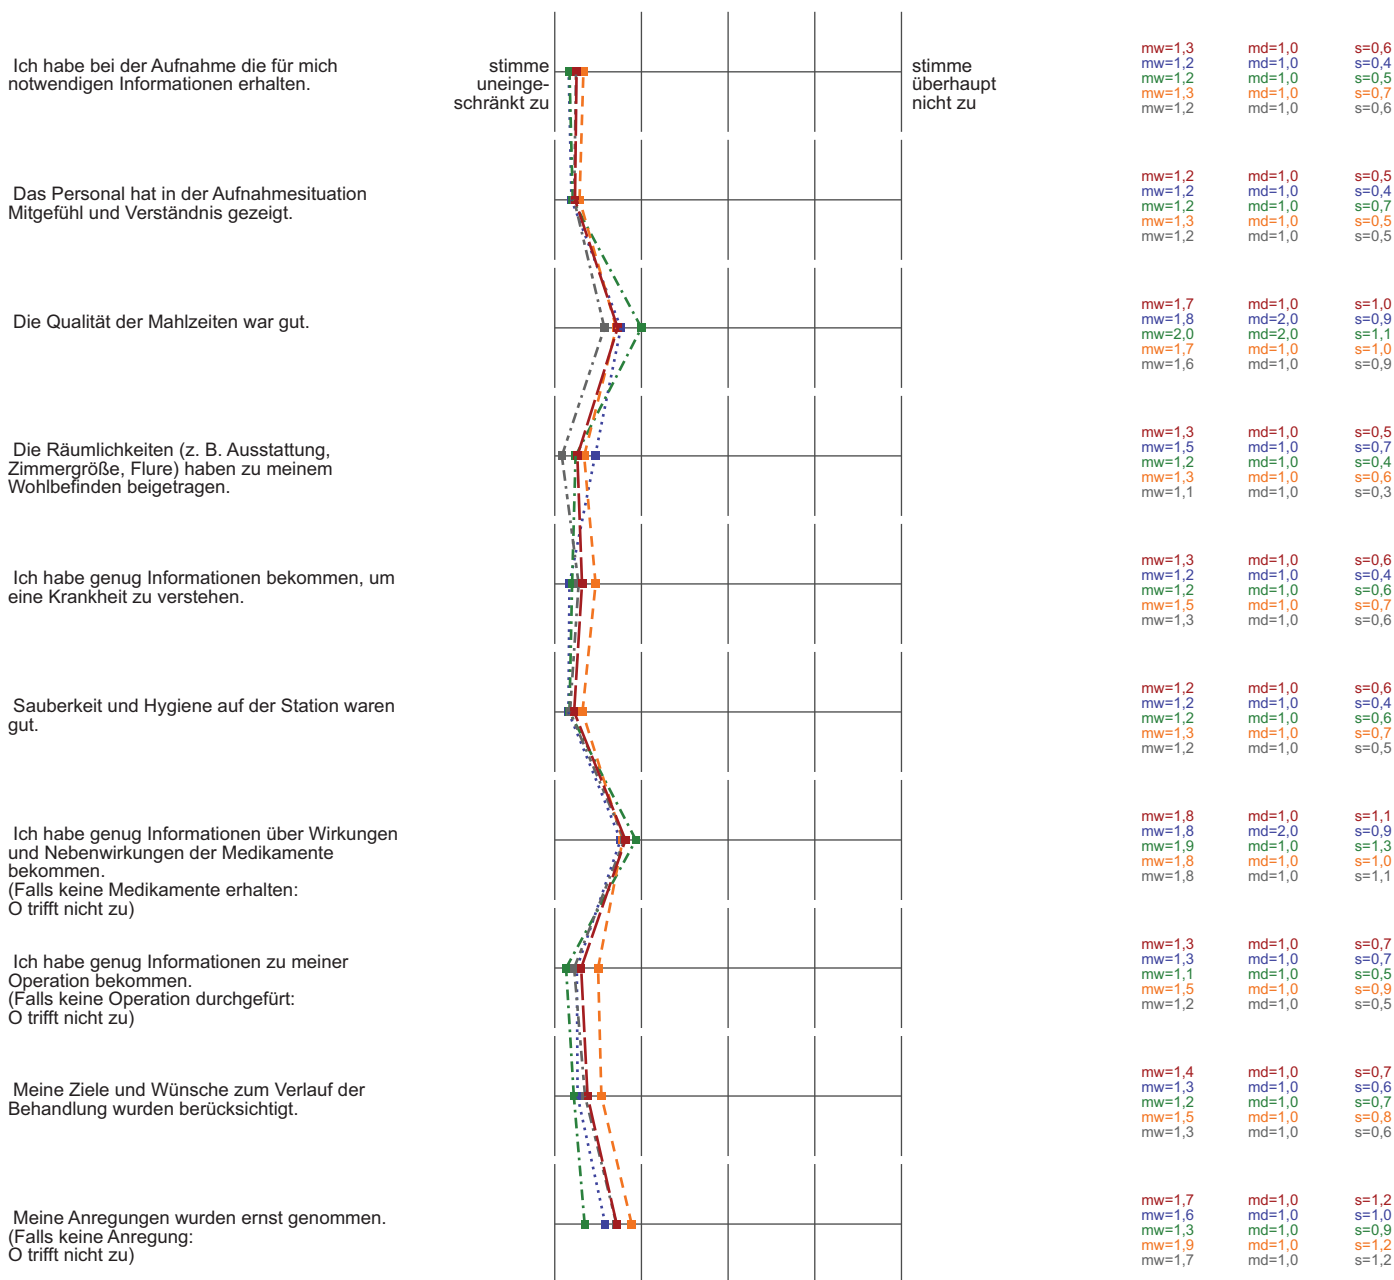 Ich habe bei der Aufnahme die für mich
notwendigen Informationen erhalten.
stimme
uneinge-
schränkt zu
stimme
überhaupt
nicht zu
mw=1,3 md=1,0 s=0,6
mw=1,2 md=1,0 s=0,4
mw=1,2 md=1,0 s=0,5
mw=1,3 md=1,0 s=0,7
mw=1,2 md=1,0 s=0,6
Das Personal hat in der Aufnahmesituation
Mitgefühl und Verständnis gezeigt.
mw=1,2 md=1,0 s=0,5
mw=1,2 md=1,0 s=0,4
mw=1,2 md=1,0 s=0,7
mw=1,3 md=1,0 s=0,5
mw=1,2 md=1,0 s=0,5
Die Qualität der Mahlzeiten war gut.
mw=1,7 md=1,0 s=1,0
mw=1,8 md=2,0 s=0,9
mw=2,0 md=2,0 s=1,1
mw=1,7 md=1,0 s=1,0
mw=1,6 md=1,0 s=0,9
Die Räumlichkeiten (z. B. Ausstattung,
Zimmergröße, Flure) haben zu meinem
Wohlbefinden beigetragen.
mw=1,3 md=1,0 s=0,5
mw=1,5 md=1,0 s=0,7
mw=1,2 md=1,0 s=0,4
mw=1,3 md=1,0 s=0,6
mw=1,1 md=1,0 s=0,3
Ich habe genug Informationen bekommen, um
eine Krankheit zu verstehen.
mw=1,3 md=1,0 s=0,6
mw=1,2 md=1,0 s=0,4
mw=1,2 md=1,0 s=0,6
mw=1,5 md=1,0 s=0,7
mw=1,3 md=1,0 s=0,6
Sauberkeit und Hygiene auf der Station waren
gut.
mw=1,2 md=1,0 s=0,6
mw=1,2 md=1,0 s=0,4
mw=1,2 md=1,0 s=0,6
mw=1,3 md=1,0 s=0,7
mw=1,2 md=1,0 s=0,5
Ich habe genug Informationen über Wirkungen
und Nebenwirkungen der Medikamente
bekommen.
(Falls keine Medikamente erhalten:
O trifft nicht zu)
mw=1,8 md=1,0 s=1,1
mw=1,8 md=2,0 s=0,9
mw=1,9 md=1,0 s=1,3
mw=1,8 md=1,0 s=1,0
mw=1,8 md=1,0 s=1,1
Ich habe genug Informationen zu meiner
Operation bekommen.
(Falls keine Operation durchgefürt:
O trifft nicht zu)
mw=1,3 md=1,0 s=0,7
mw=1,3 md=1,0 s=0,7
mw=1,1 md=1,0 s=0,5
mw=1,5 md=1,0 s=0,9
mw=1,2 md=1,0 s=0,5
Meine Ziele und Wünsche zum Verlauf der
Behandlung wurden berücksichtigt.
mw=1,4 md=1,0 s=0,7
mw=1,3 md=1,0 s=0,6
mw=1,2 md=1,0 s=0,7
mw=1,5 md=1,0 s=0,8
mw=1,3 md=1,0 s=0,6
Meine Anregungen wurden ernst genommen.
(Falls keine Anregung:
O trifft nicht zu)
mw=1,7 md=1,0 s=1,2
mw=1,6 md=1,0 s=1,0
mw=1,3 md=1,0 s=0,9
mw=1,9 md=1,0 s=1,2
mw=1,7 md=1,0 s=1,2